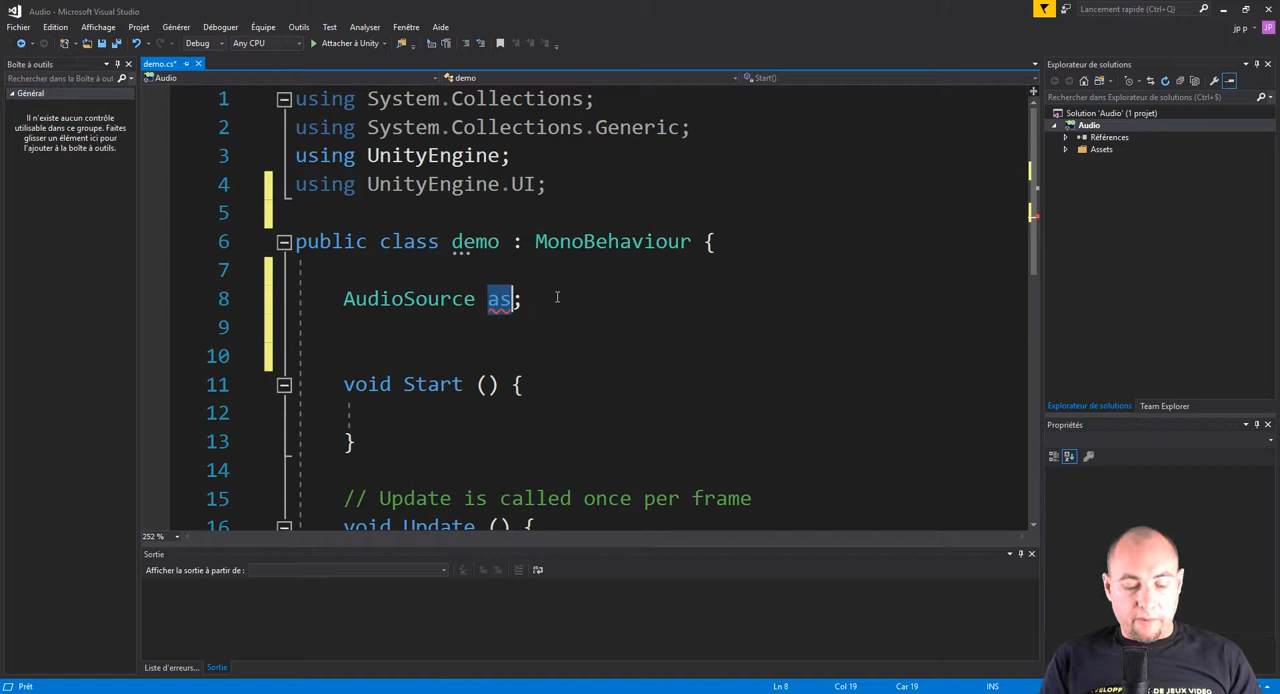 Audio - Microsoft Visual Studio
Lancement rapide (Ctrl+Q)
Fichier Edition Affichage Projet Générer Déboguer Équipe Outils Test Analyser Fenêtre Aide
jp p JP
Debug Any CPU Attacher à Unity
Boîte à outils
Rechercher dans la Boîte à outils
Général
Il n'existe aucun contrôle
utilisable dans ce groupe. Faites
glisser un élément ici pour
l'ajouter à la boîte à outils.
demo.cs*
Audio demo Start()
1 using System.Collections;
2 using System.Collections.Generic;
3 using UnityEngine;
4 using UnityEngine.UI;
5
6 public class demo : MonoBehaviour {
7
8 AudioSource as;
9
10
11 void Start () {
12
13 }
14
15 // Update is called once per frame
16 void Update () {
252 %
Sortie
Afficher la sortie à partir de :
Liste d'erreurs... Sortie
Explorateur de solutions
Rechercher dans Explorateur de solutions (Ctrl+$)
Solution 'Audio' (1 projet)
Audio
Références
Assets
Explorateur de solutions Team Explorer
Propriétés
Prêt Ln 8 Col 19 Car 19 INS
DE JEUX VIDEO